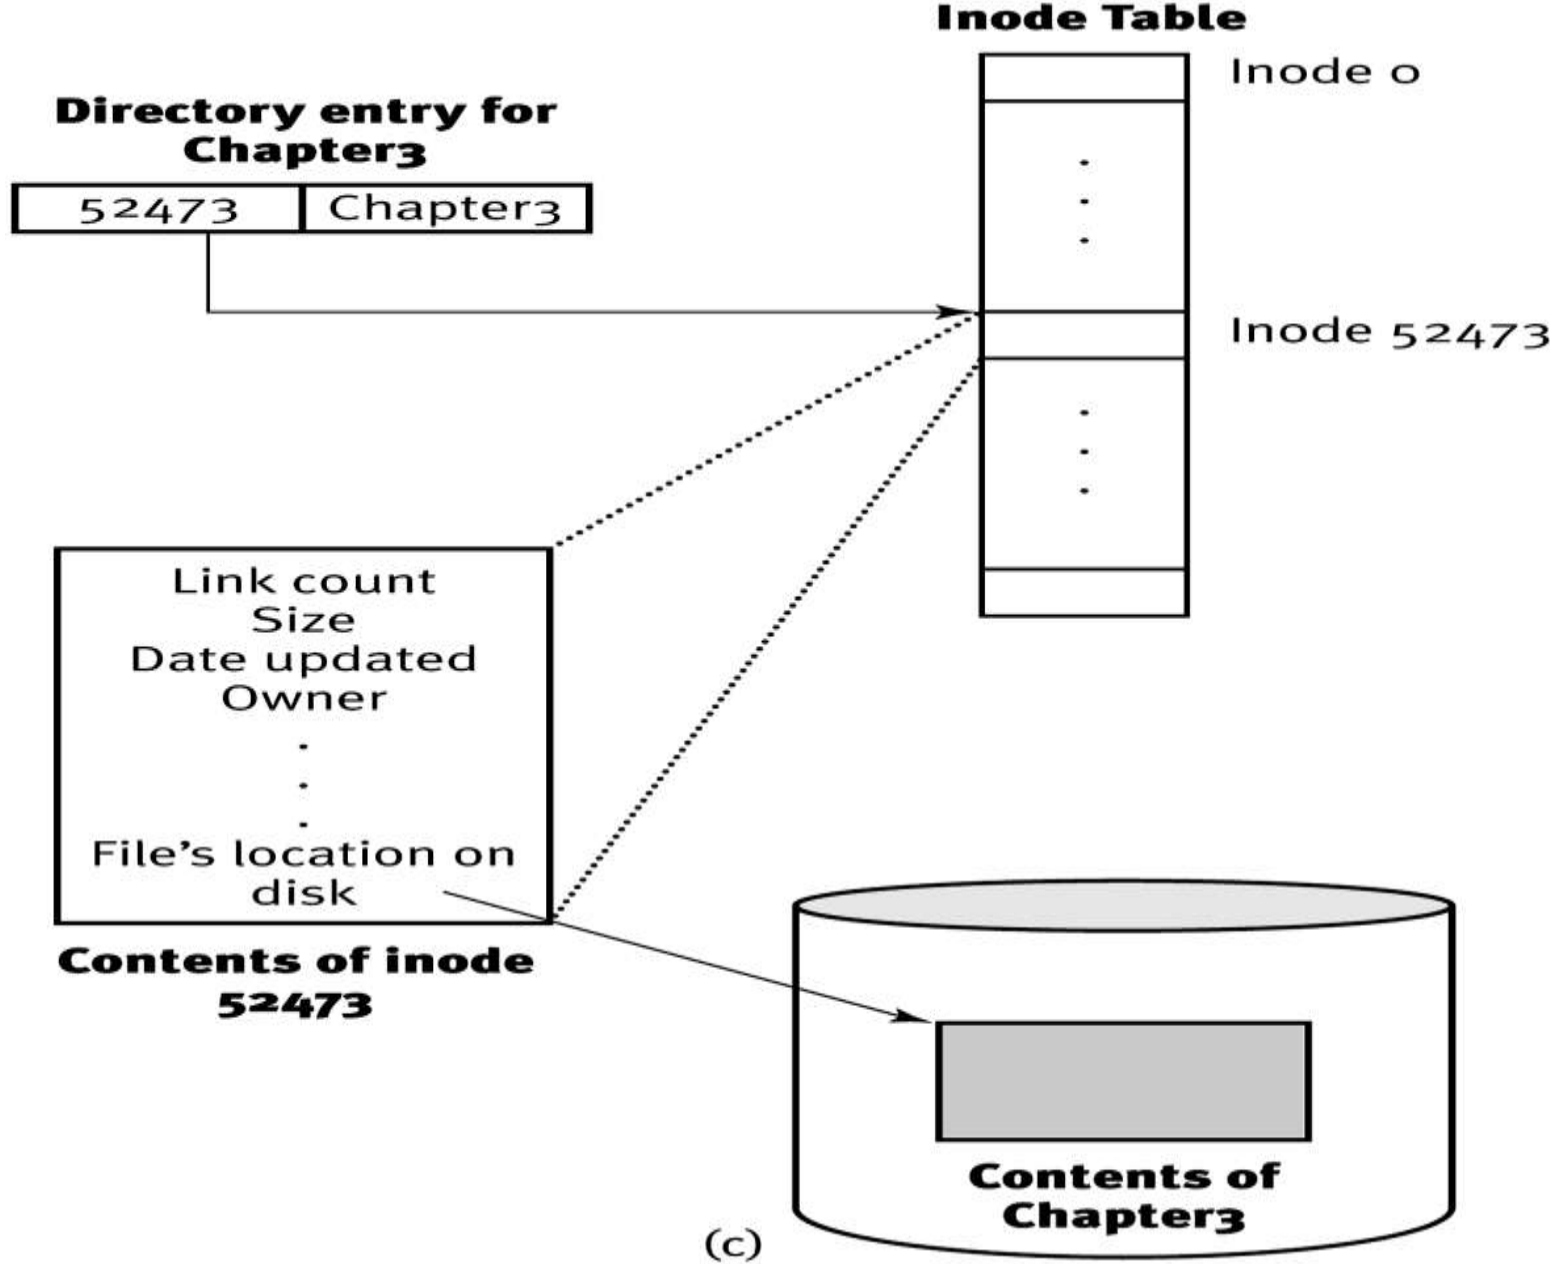 Inode Table
Inode 0
Directory entry for
Chapter3
52473 Chapter3
Inode 52473
Link count
Size
Date updated
Owner
File’s location on
disk
Contents of inode
52473
Contents of
Chapter3
(c)